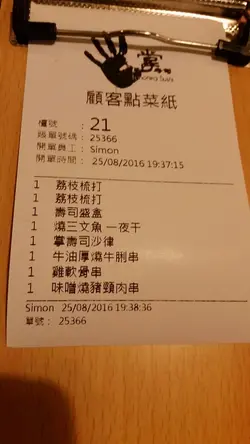 掌
顧客點菜紙
檯號 : 21
賬單號碼 : 25366
開單員工 : Simon
開單時間 : 25/08/2016 19:37:15
1 荔枝梳打
1 荔枝梳打
1 壽司盛盒
1 燒三文魚 一夜干
1 掌壽司沙律
1 牛油厚燒牛脷串
1 雞軟骨串
1 味噌燒豬頸肉串
Simon 25/08/2016 19:38:36
單號 : 25366